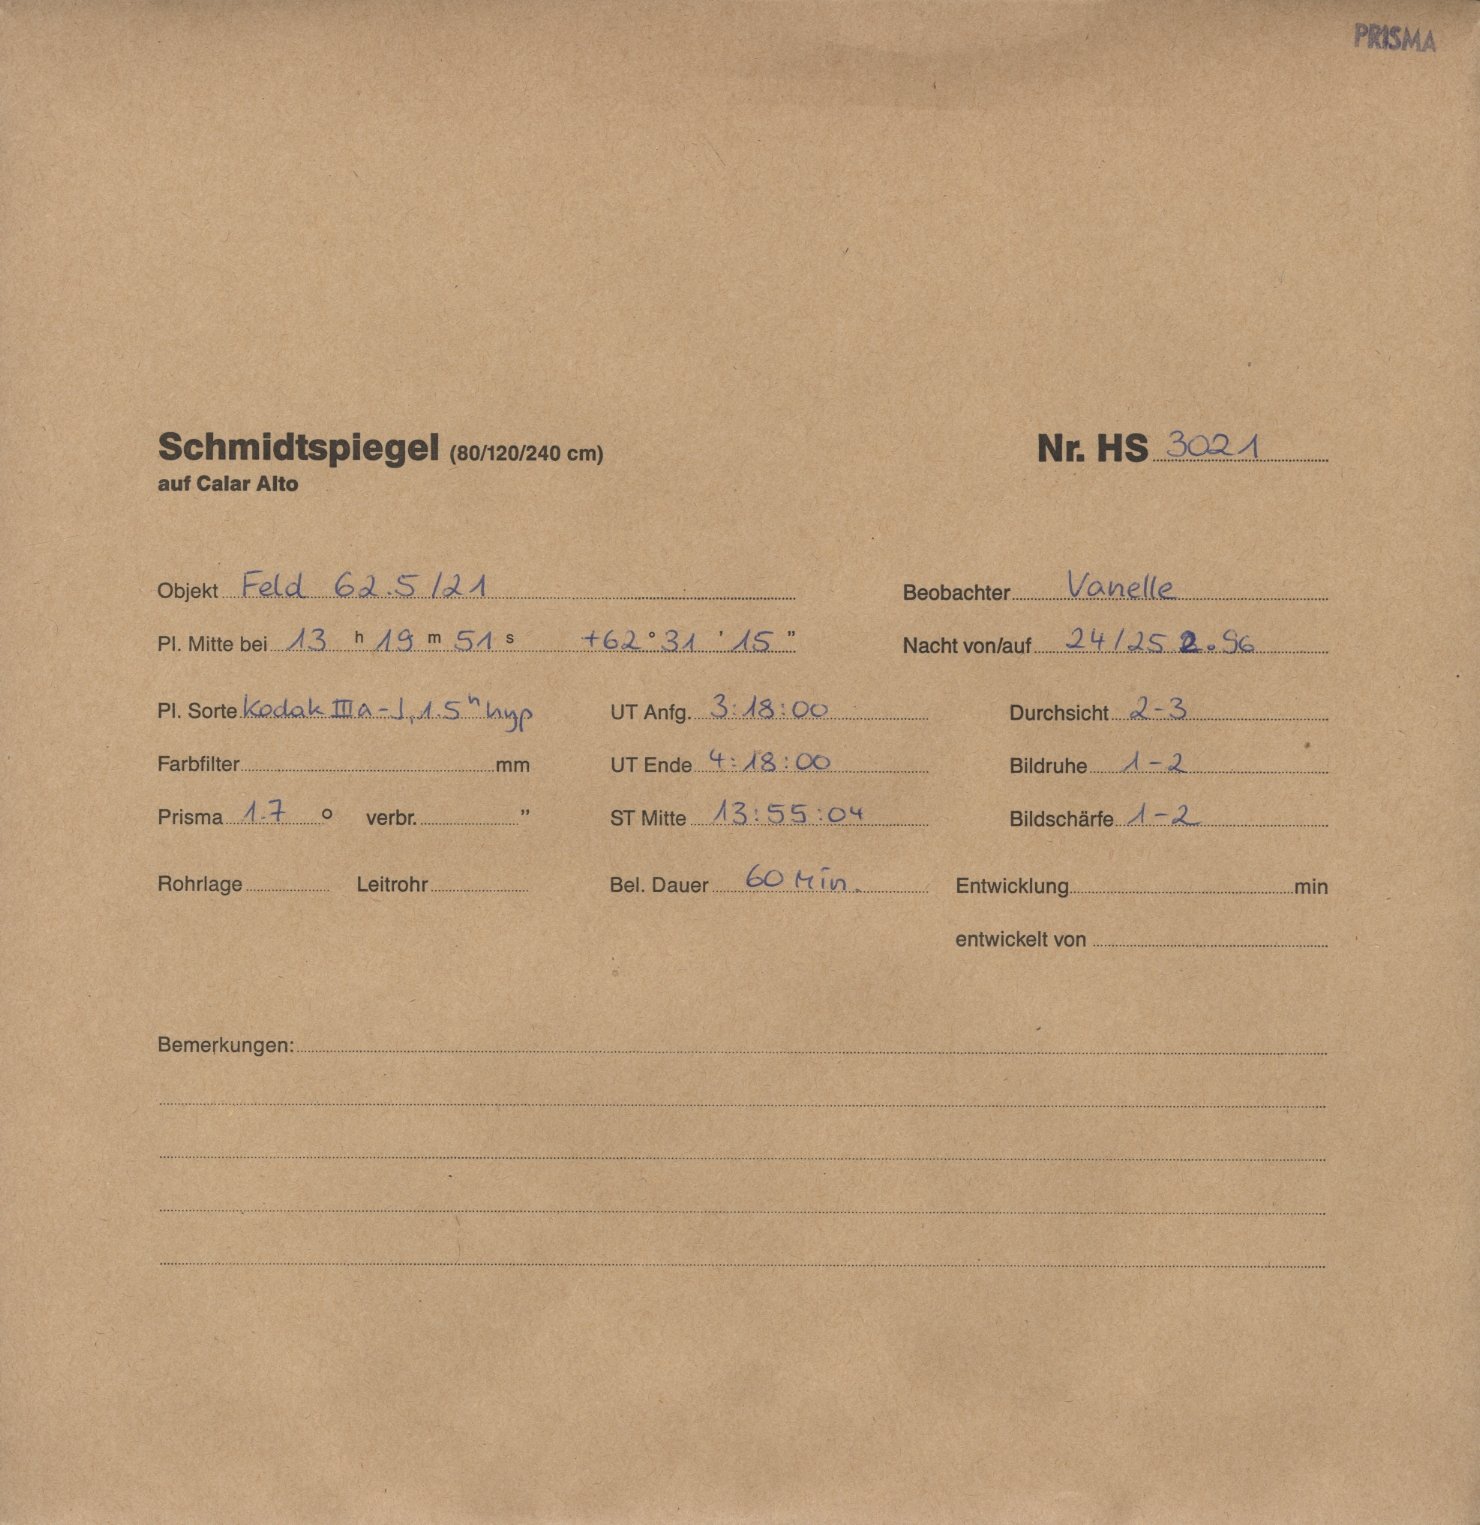 PRISMA
Schmidtspiegel (80/120/240 cm) Nr. HS 3021
auf Calar Alto
Objekt Feld 62.5/21 Beobachter Vanelle
Pl. Mitte bei 13 h 19 m 51 s +62 ° 31 ' 15 " Nacht von/auf 24/25 2.96
Pl. Sorte Kodak IIIa-J, 1.5 h hyp UT Anfg. 3:18:00 Durchsicht 2-3
Farbfilter mm UT Ende 4:18:00 Bildruhe 1-2
Prisma 1.7 ° verbr. " ST Mitte 13:55:04 Bildschärfe 1-2
Rohrlage Leitrohr Bel. Dauer 60 Min. Entwicklung min
entwickelt von
Bemerkungen: